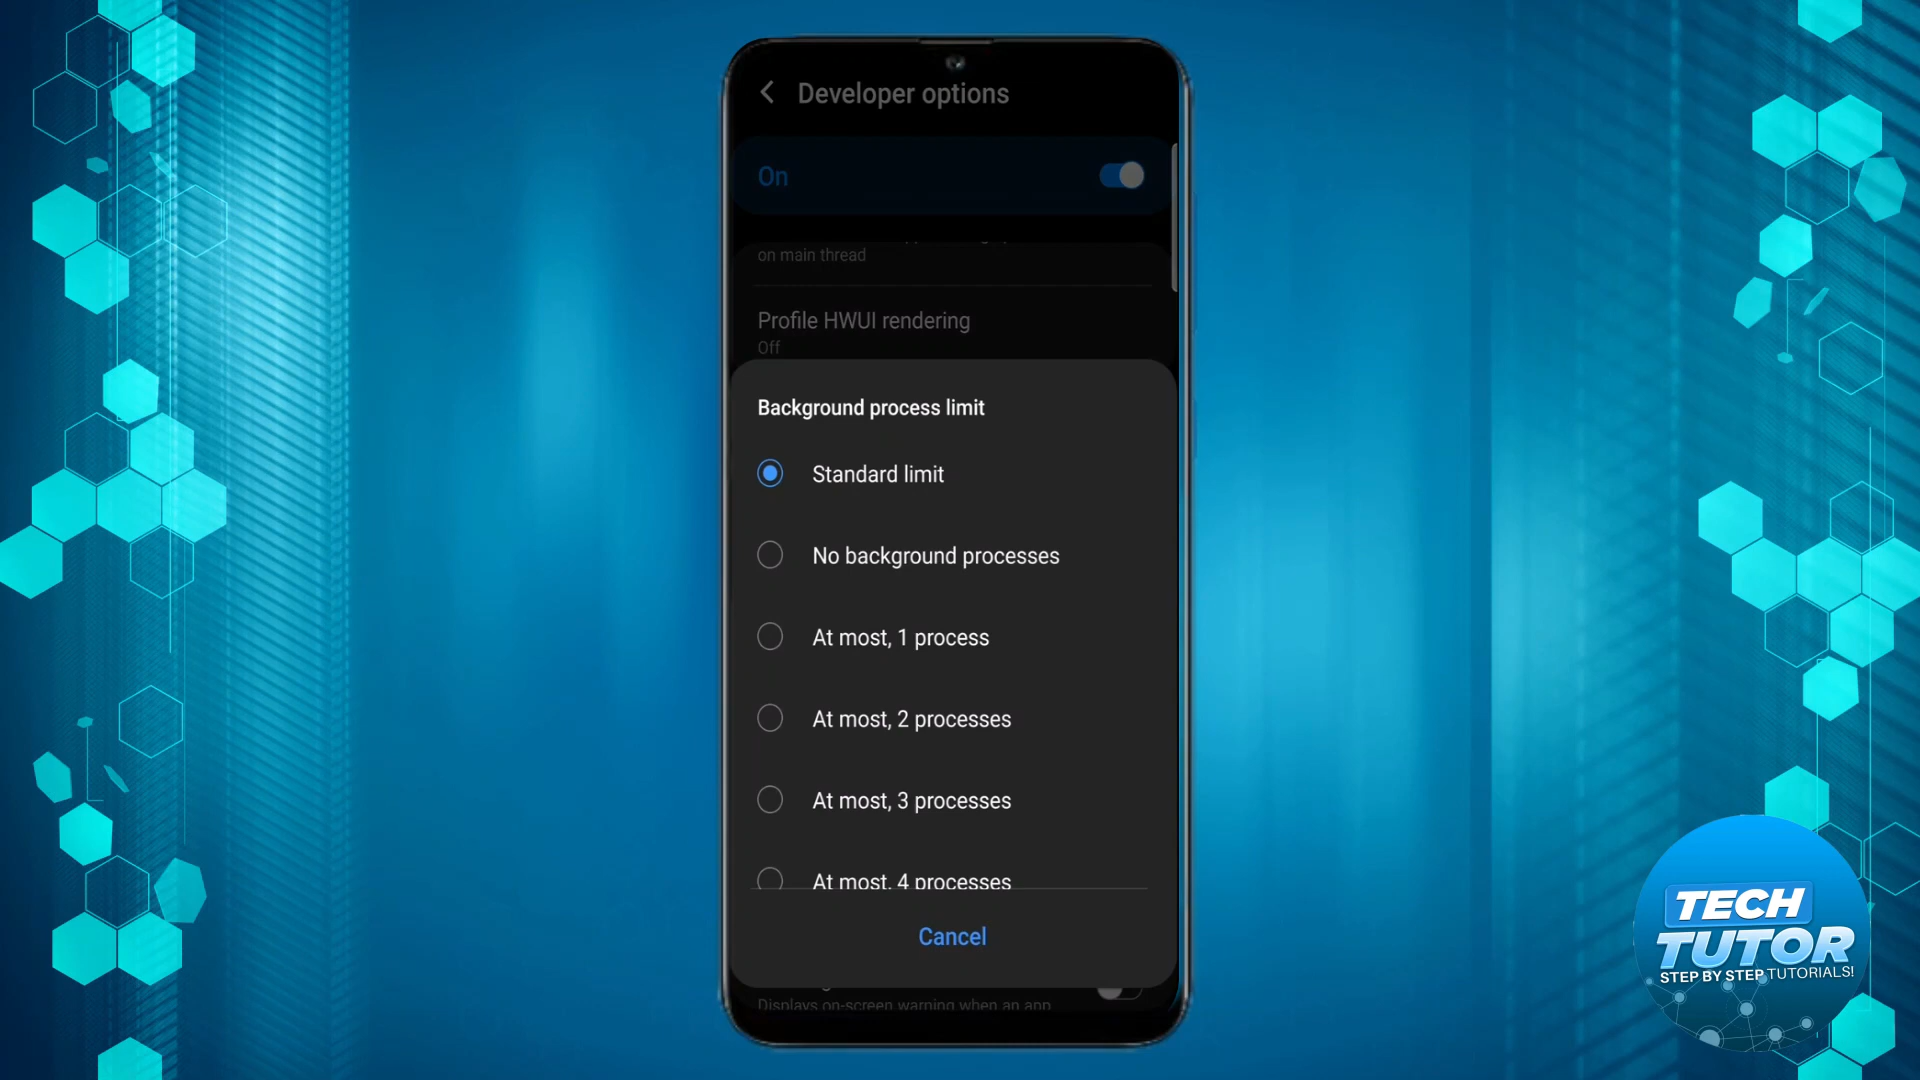 Developer options
On
on main thread
Profile HWUI rendering
Off
Background process limit
Standard limit
No background processes
At most, 1 process
At most, 2 processes
At most, 3 processes
At most, 4 processes
Cancel
Displays on-screen warning when an app
TECH
TUTOR
STEP BY STEP TUTORIALS!